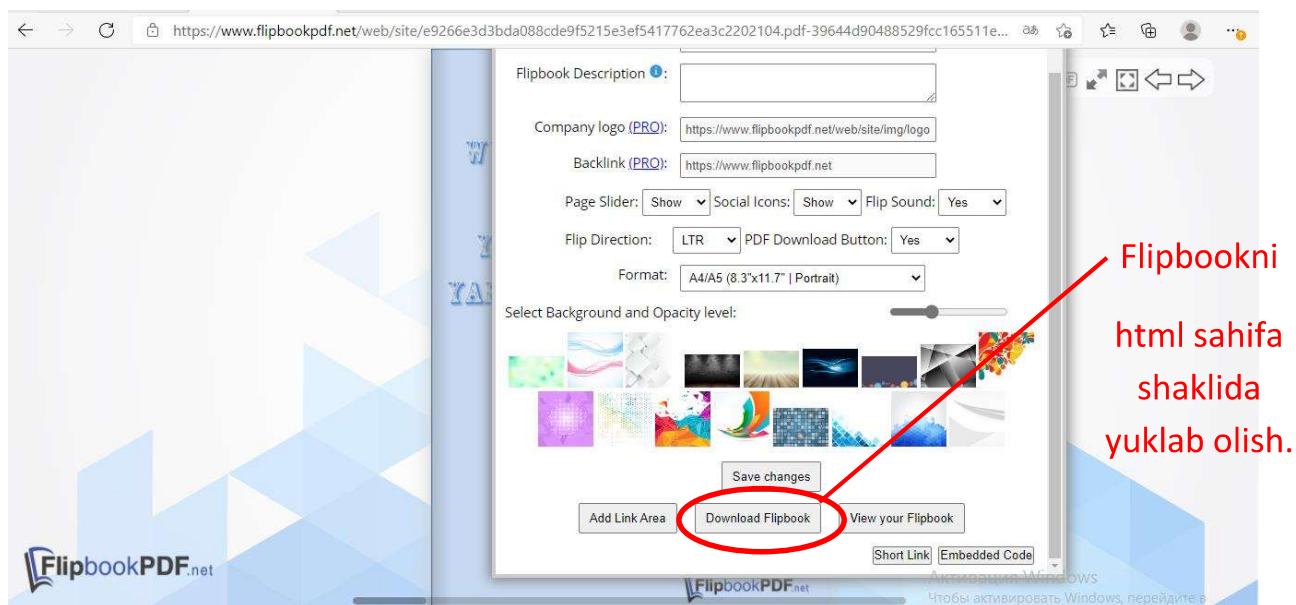 https://www.flipbookpdf.net/web/site/e9266e3d3bda088cde9f5215e3ef5417762ea3c2202104.pdf-39644d90488529fcc165511e...
Flipbook Description :
Company logo (PRO): https://www.flipbookpdf.net/web/site/img/logo
Backlink (PRO): https://www.flipbookpdf.net
Page Slider: Show Social Icons: Show Flip Sound: Yes
Flip Direction: LTR PDF Download Button: Yes
Format: A4/A5 (8.3"x11.7" | Portrait)
Select Background and Opacity level:
Save changes
Add Link Area Download Flipbook View your Flipbook
Short Link Embedded Code
Flipbookni
html sahifa
shaklida
yuklab olish.
FlipbookPDF.net
FlipbookPDF.net
Активация Windows
Чтобы активировать Windows, перейдите в